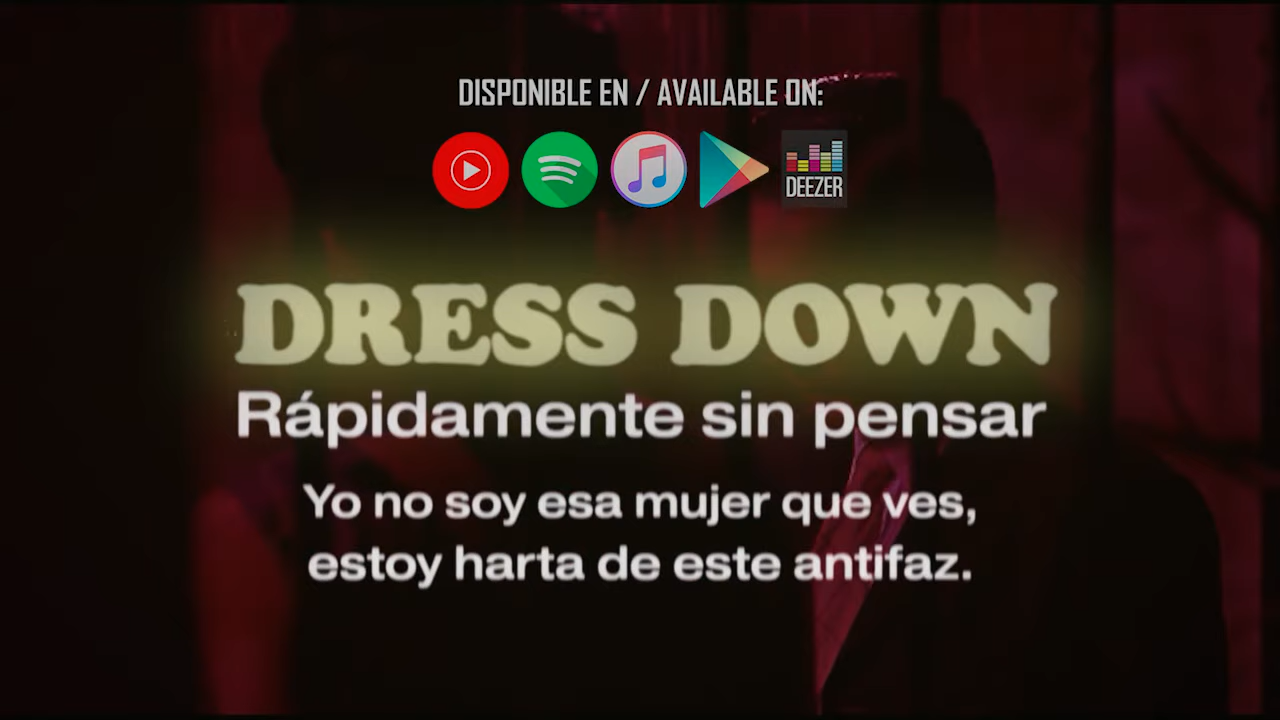 DISPONIBLE EN / AVAILABLE ON:
DEEZER
DRESS DOWN
Rápidamente sin pensar
Yo no soy esa mujer que ves,
estoy harta de este antifaz.